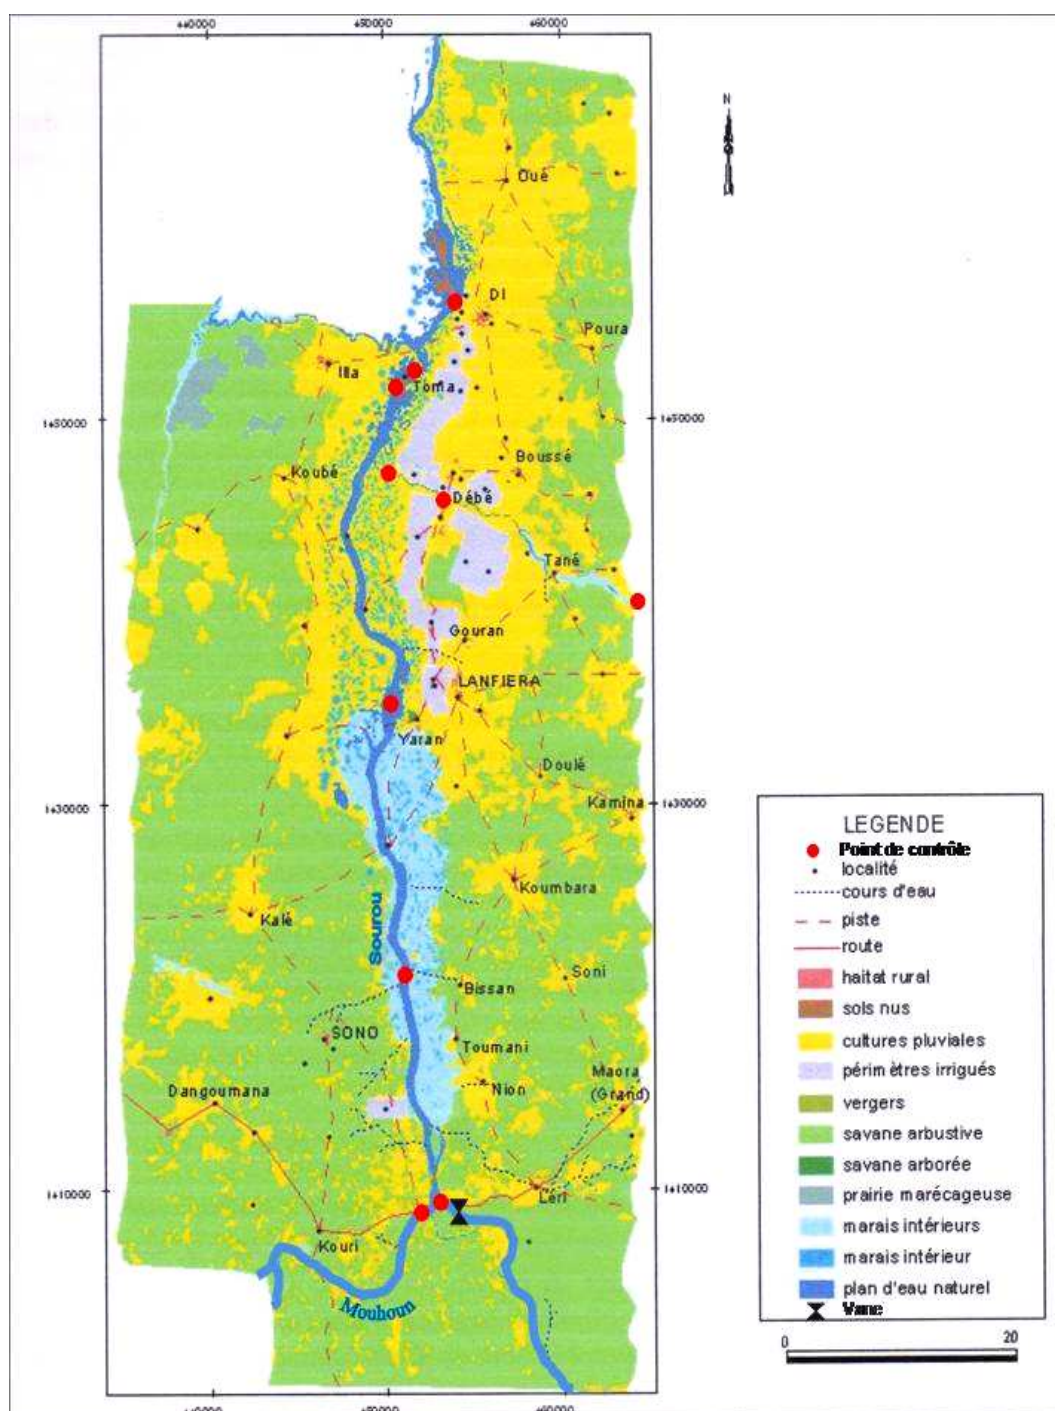 450000
460000
N
Oué
DI
Poura
Illa
Toma
Boussé
Koubé
Débé
Tané
Gouran
LANFIERA
Yaran
Doulé
Kamina
Koumbara
Kalé
Sourou
Soni
Bissan
SONO
Toumani
Maora
(Grand)
Nion
Dangoumana
Léri
Kouri
Mouhoun
LEGENDE
Point de contrôle
localité
cours d'eau
piste
route
haitat rural
sols nus
cultures pluviales
périmètres irrigués
vergers
savane arbustive
savane arborée
prairie marécageuse
marais intérieurs
marais intérieur
plan d'eau naturel
Vane
0 20